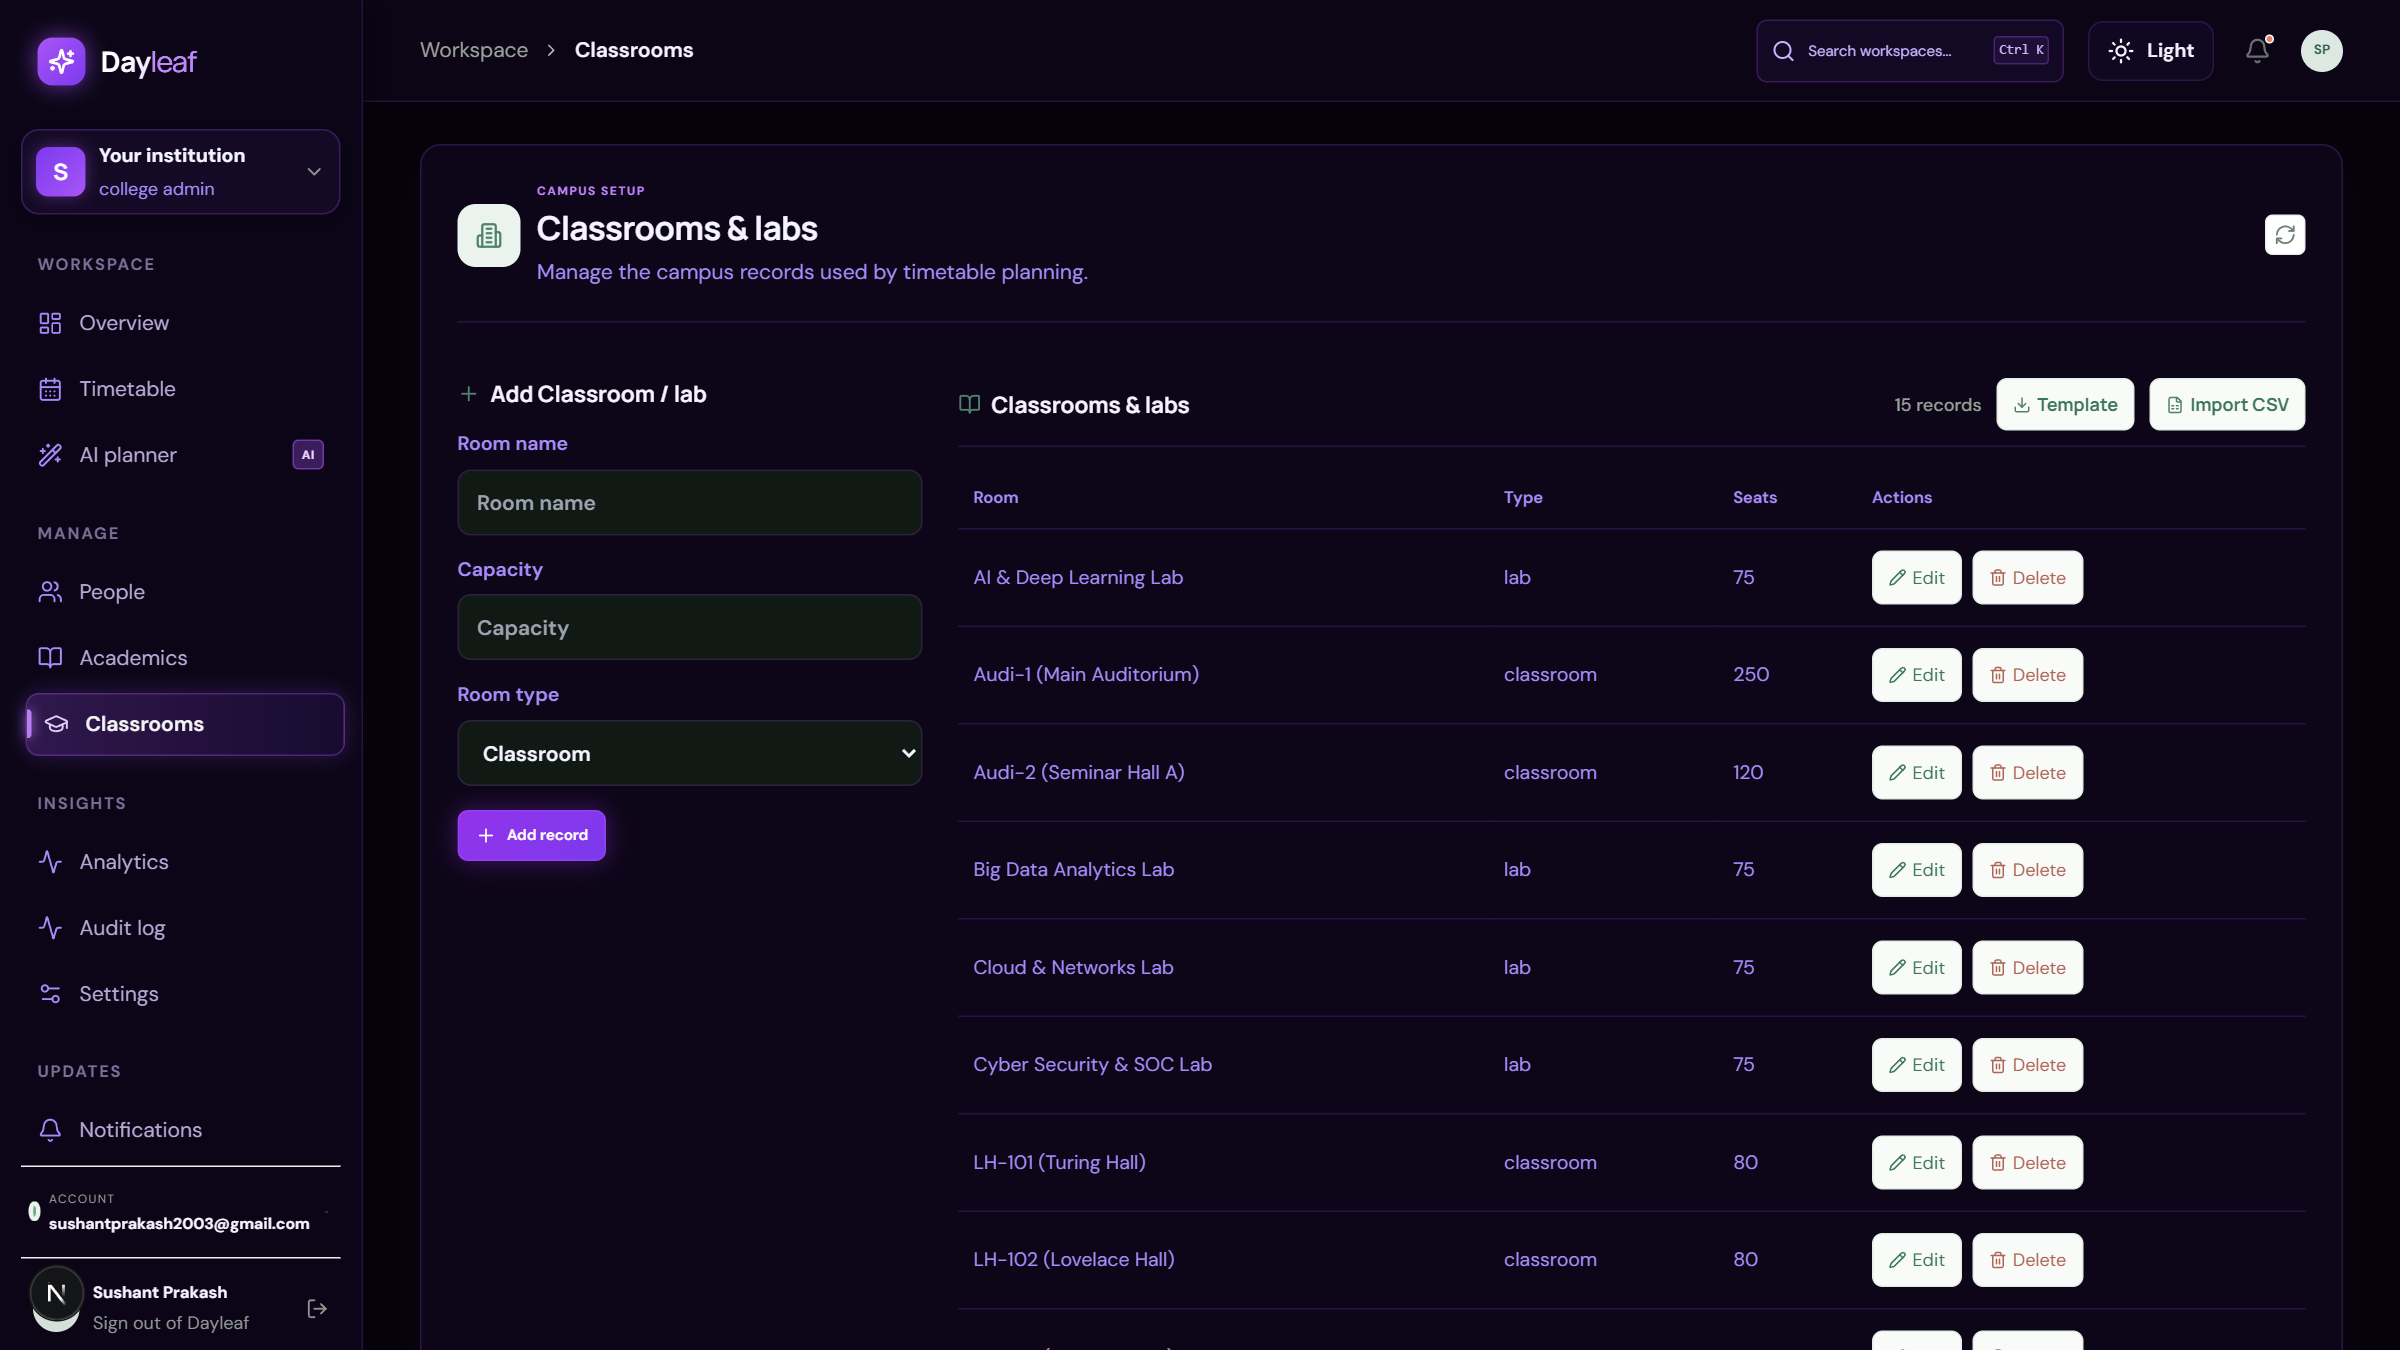 Dayleaf
S
Your institution
college admin
WORKSPACE
Overview
Timetable
AI planner
AI
MANAGE
People
Academics
Classrooms
INSIGHTS
Analytics
Audit log
Settings
UPDATES
Notifications
ACCOUNT
sushantprakash2003@gmail.com
N
Sushant Prakash
Sign out of Dayleaf
Workspace > Classrooms
Search workspaces...
Ctrl K
Light
SP
CAMPUS SETUP
Classrooms & labs
Manage the campus records used by timetable planning.
Add Classroom / lab
Room name
Room name
Capacity
Capacity
Room type
Classroom
Add record
Classrooms & labs
15 records
Template
Import CSV
Room Type Seats Actions
AI & Deep Learning Lab lab 75 Edit Delete
Audi-1 (Main Auditorium) classroom 250 Edit Delete
Audi-2 (Seminar Hall A) classroom 120 Edit Delete
Big Data Analytics Lab lab 75 Edit Delete
Cloud & Networks Lab lab 75 Edit Delete
Cyber Security & SOC Lab lab 75 Edit Delete
LH-101 (Turing Hall) classroom 80 Edit Delete
LH-102 (Lovelace Hall) classroom 80 Edit Delete